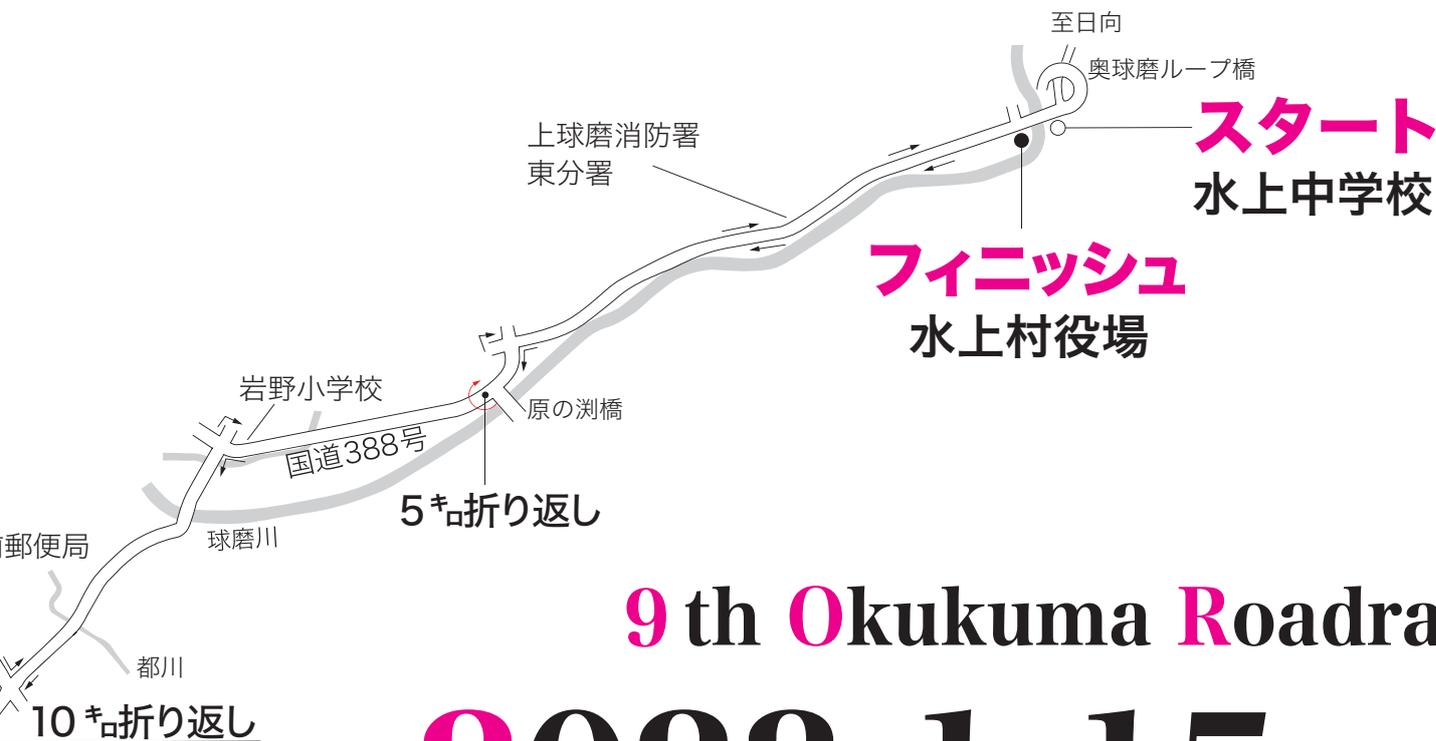 至日向
奥球磨ループ橋
スタート
水上中学校
上球磨消防署
東分署
フィニッシュ
水上村役場
岩野小学校
原の渕橋
国道388号
5㌔折り返し
球磨川
郵便局
9th Okukuma Roadra
都川
10㌔折り返し